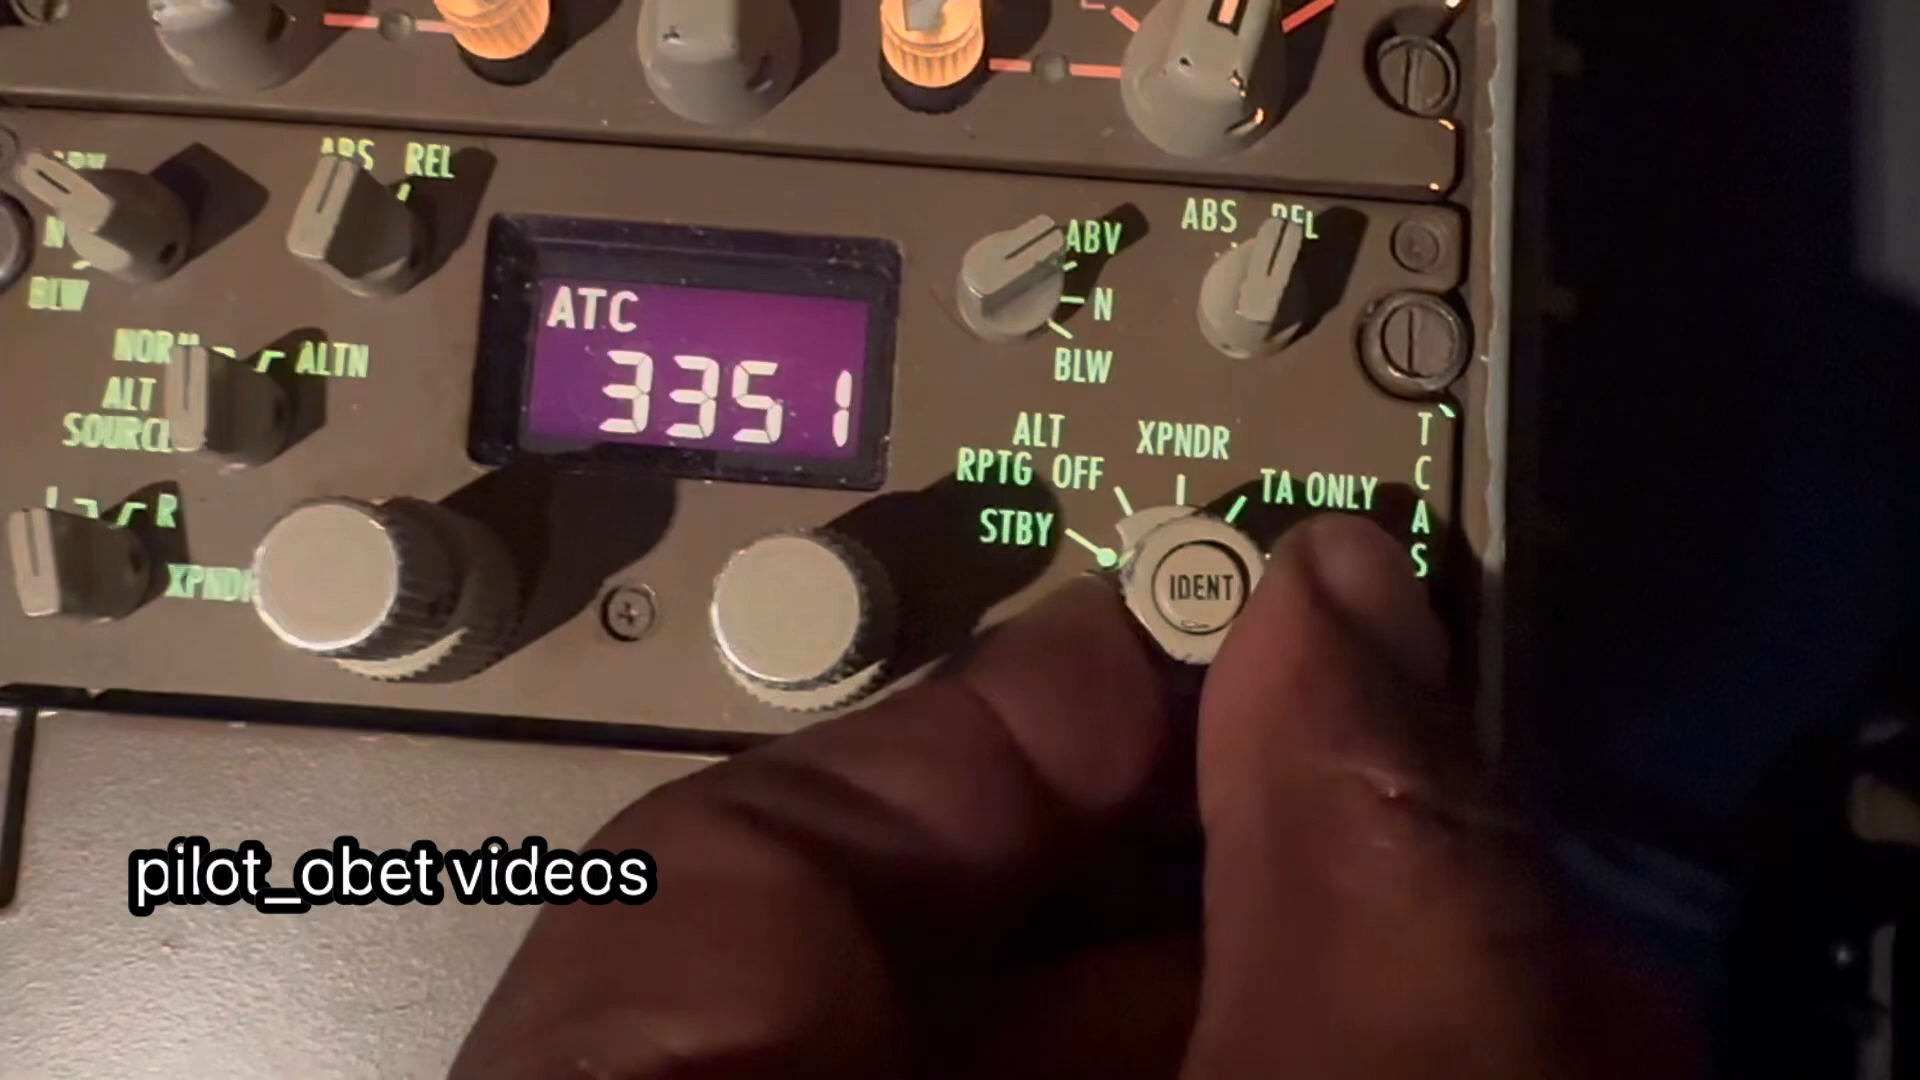 ABS REL
N
BLW
NORM ALTN
ALT
SOURCE
L R
XPNDR
ATC
3351
ABV
N
BLW
ABS REL
ALT
RPTG OFF
XPNDR
TA ONLY
STBY
IDENT
TCAS
pilot_obet videos